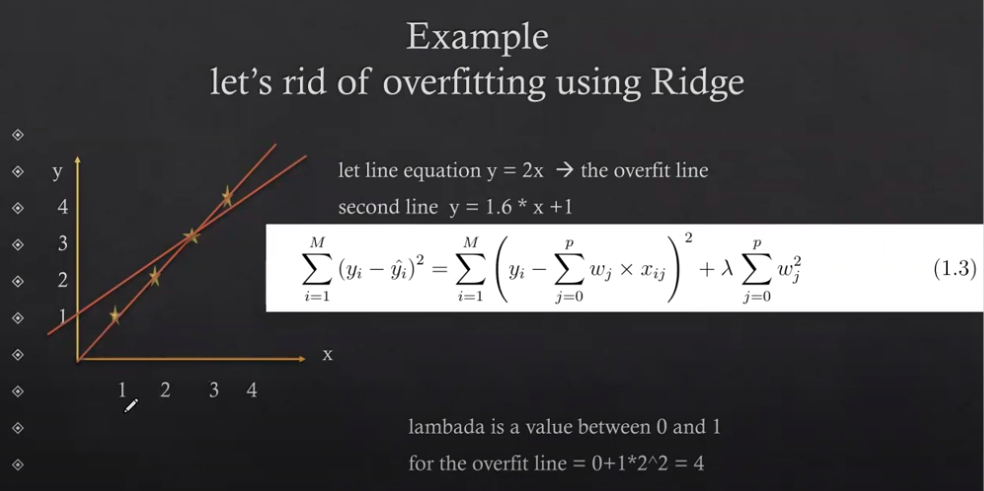 Example
let's rid of overfitting using Ridge
let line equation y = 2x → the overfit line
second line y = 1.6 * x +1
\sum_{i=1}^{M} (y_i - \hat{y_i})^2 = \sum_{i=1}^{M} \left( y_i - \sum_{j=0}^{p} w_j \times x_{ij} \right)^2 + \lambda \sum_{j=0}^{p} w_j^2 (1.3)
y
4
3
2
1
x
1 2 3 4
lambada is a value between 0 and 1
for the overfit line = 0+1*2^2 = 4